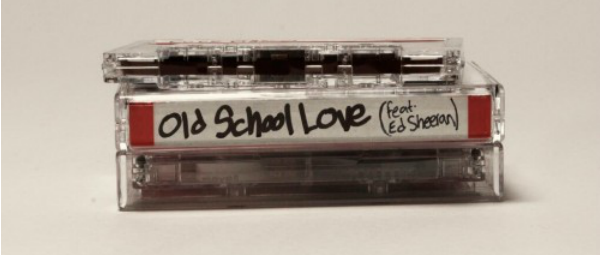 Old School Love (feat.
Ed Sheeran)